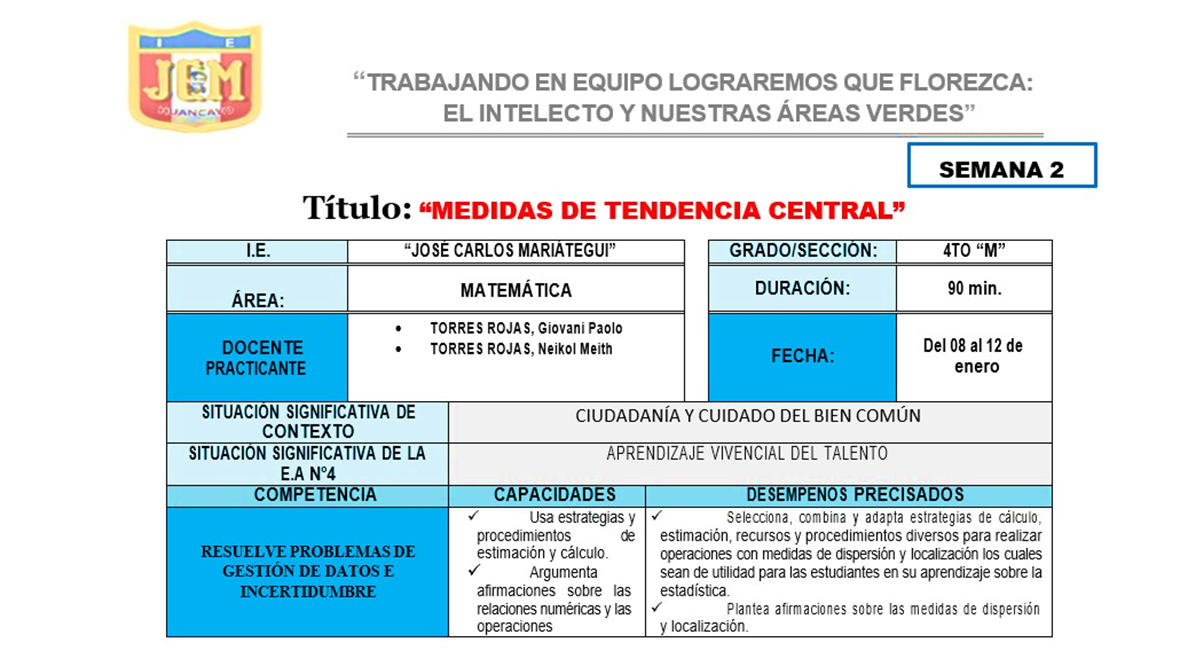 I E
JCM
HUANCAYO
“TRABAJANDO EN EQUIPO LOGRAREMOS QUE FLOREZCA:
EL INTELECTO Y NUESTRAS ÁREAS VERDES”
SEMANA 2
Título: “MEDIDAS DE TENDENCIA CENTRAL”
I.E. “JOSÉ CARLOS MARIÁTEGUI” GRADO/SECCIÓN: 4TO “M”
ÁREA: MATEMÁTICA DURACIÓN: 90 min.
DOCENTE
PRACTICANTE
• TORRES ROJAS, Giovani Paolo
• TORRES ROJAS, Neikol Meith
FECHA:
Del 08 al 12 de
enero
SITUACIÓN SIGNIFICATIVA DE
CONTEXTO
CIUDADANÍA Y CUIDADO DEL BIEN COMÚN
SITUACIÓN SIGNIFICATIVA DE LA
E.A N°4
APRENDIZAJE VIVENCIAL DEL TALENTO
COMPETENCIA CAPACIDADES DESEMPENOS PRECISADOS
RESUELVE PROBLEMAS DE
GESTIÓN DE DATOS E
INCERTIDUMBRE
✓ Usa estrategias y
procedimientos de
estimación y cálculo.
✓ Argumenta
afirmaciones sobre las
relaciones numéricas y las
operaciones
✓ Selecciona, combina y adapta estrategias de cálculo,
estimación, recursos y procedimientos diversos para realizar
operaciones con medidas de dispersión y localización los cuales
sean de utilidad para las estudiantes en su aprendizaje sobre la
estadística.
✓ Plantea afirmaciones sobre las medidas de dispersión
y localización.